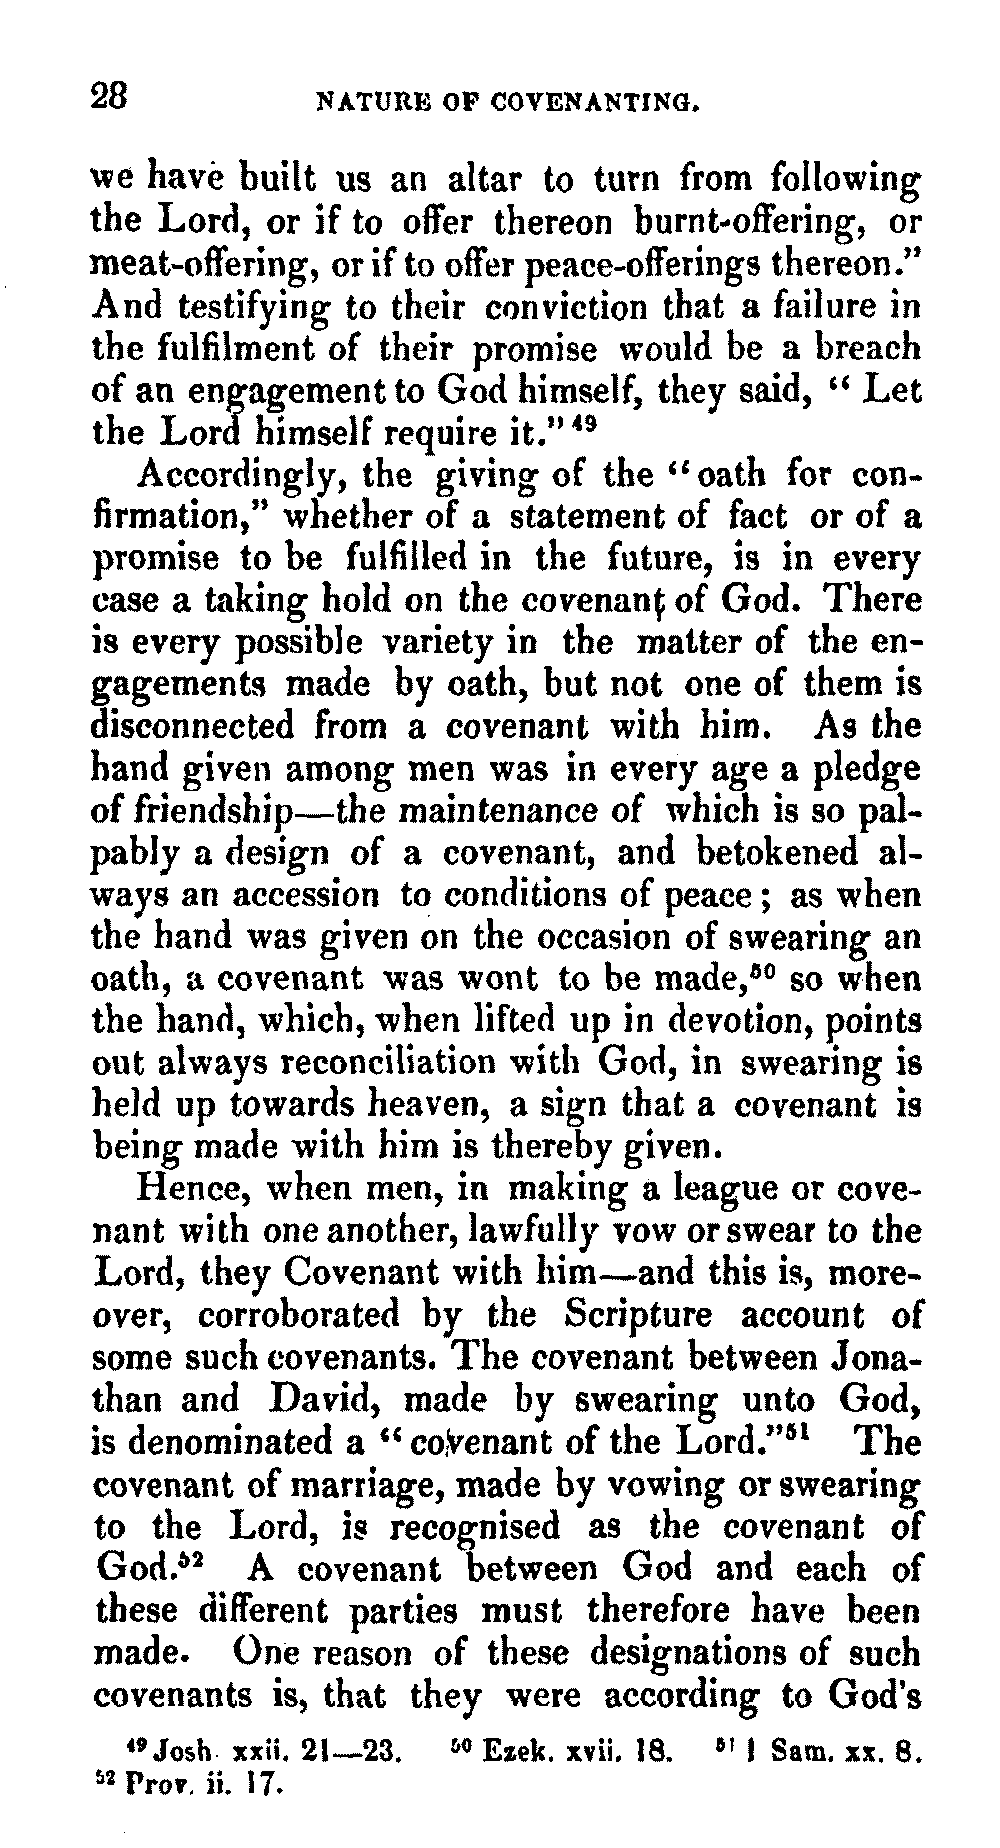 28 NATURE OF COVENANTING.
we have built us an altar to turn from following
the Lord, or if to offer thereon burnt-offering, or
meat-offering, or if to offer peace-offerings thereon."
And testifying to their conviction that a failure in
the fulfilment of their promise would be a breach
of an engagement to God himself, they said, "Let
the Lord himself require it."⁴⁹
Accordingly, the giving of the "oath for con-
firmation," whether of a statement of fact or of a
promise to be fulfilled in the future, is in every
case a taking hold on the covenant of God. There
is every possible variety in the matter of the en-
gagements made by oath, but not one of them is
disconnected from a covenant with him. As the
hand given among men was in every age a pledge
of friendship—the maintenance of which is so pal-
pably a design of a covenant, and betokened al-
ways an accession to conditions of peace; as when
the hand was given on the occasion of swearing an
oath, a covenant was wont to be made,⁵⁰ so when
the hand, which, when lifted up in devotion, points
out always reconciliation with God, in swearing is
held up towards heaven, a sign that a covenant is
being made with him is thereby given.
Hence, when men, in making a league or cove-
nant with one another, lawfully vow or swear to the
Lord, they Covenant with him—and this is, more-
over, corroborated by the Scripture account of
some such covenants. The covenant between Jona-
than and David, made by swearing unto God,
is denominated a "covenant of the Lord."⁵¹ The
covenant of marriage, made by vowing or swearing
to the Lord, is recognised as the covenant of
God.⁵² A covenant between God and each of
these different parties must therefore have been
made. One reason of these designations of such
covenants is, that they were according to God's
⁴⁹ Josh. xxii. 21—23. ⁵⁰ Ezek. xvii. 18. ⁵¹ 1 Sam. xx. 8.
⁵² Prov. ii. 17.